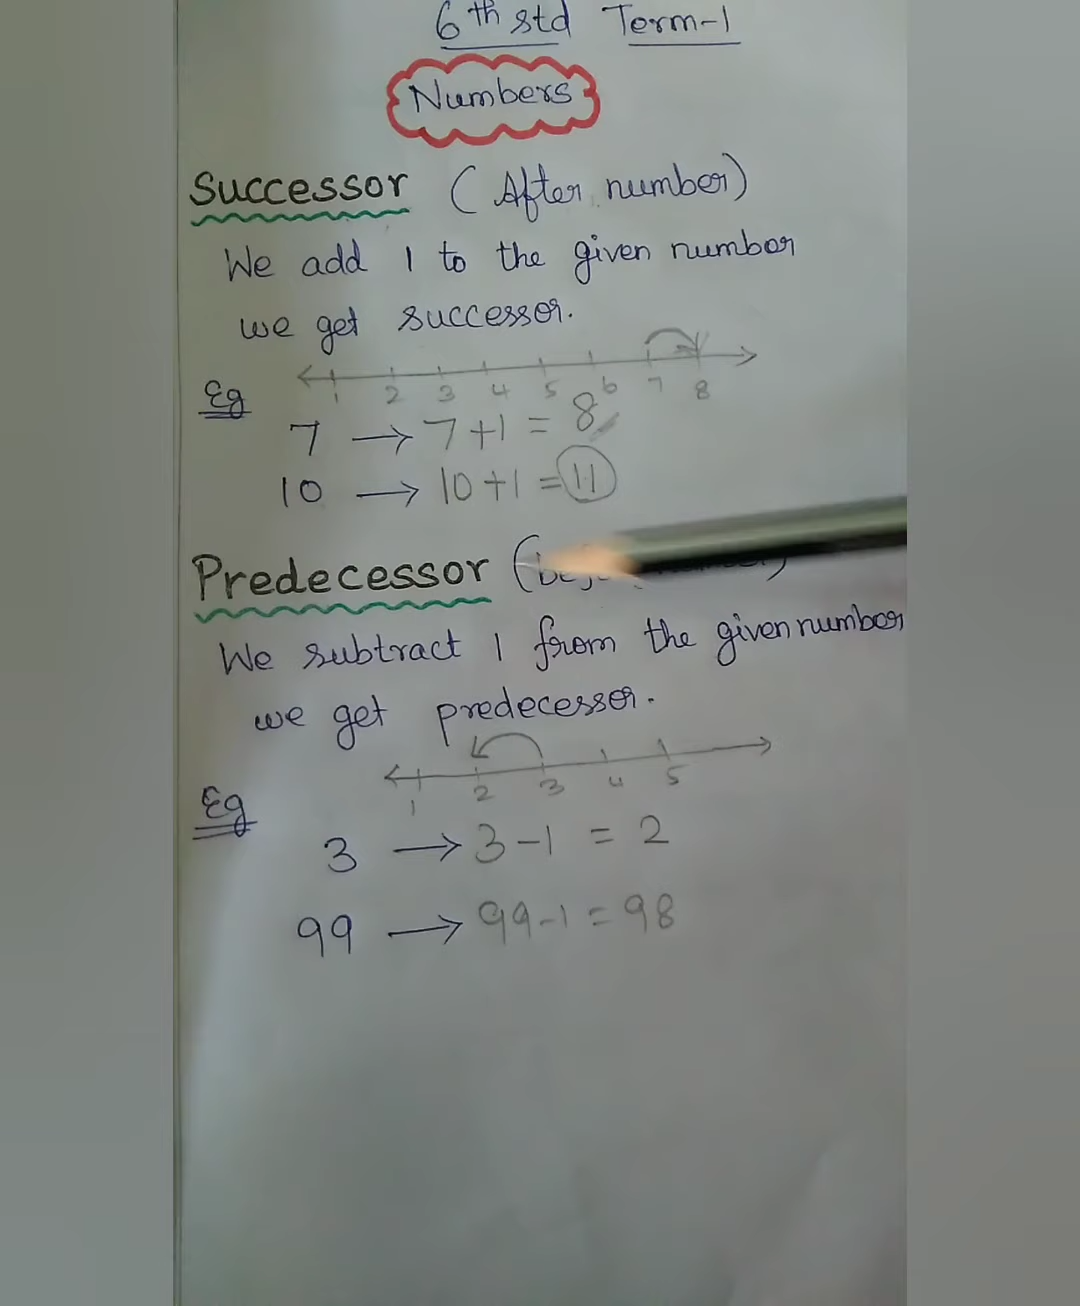 6th std Term-1
Numbers
Successor (After number)
We add 1 to the given number
we get successor.
1 2 3 4 5 6 7 8
Eg
7 → 7+1 = 8
10 → 10+1 = 11
Predecessor (
We subtract 1 from the given number
we get predecessor.
1 2 3 4 5
Eg
3 → 3-1 = 2
99 → 99-1 = 98